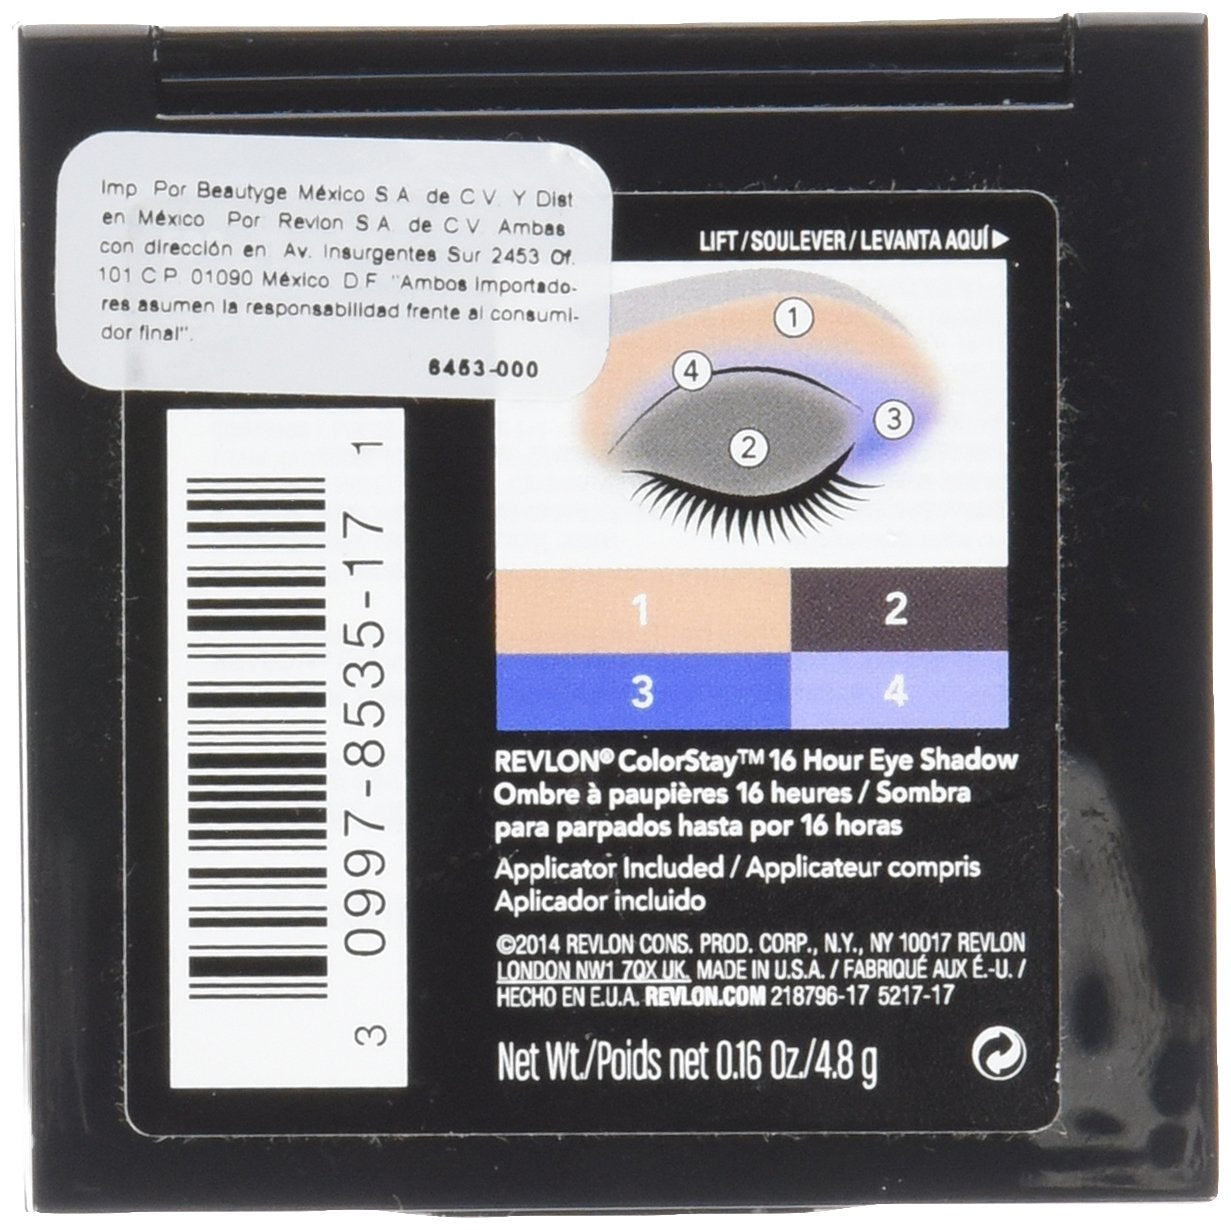 Imp Por Beautyge México S A de C V. Y Dist
en México Por Revlon S A de C V Ambas
con dirección en Av. Insurgentes Sur 2453 Of.
101 C P 01090 México D F "Ambos importado-
res asumen la responsabilidad frente al consumi-
dor final".
6453-000
LIFT / SOULEVER / LEVANTA AQUÍ ▶
1
4
3
2
1 2
3 4
3 0997-8535-17 1
REVLON® ColorStay™ 16 Hour Eye Shadow
Ombre à paupières 16 heures / Sombra
para parpados hasta por 16 horas
Applicator Included / Applicateur compris
Aplicador incluido
©2014 REVLON CONS. PROD. CORP., N.Y., NY 10017 REVLON
LONDON NW1 7QX UK. MADE IN U.S.A. / FABRIQUÉ AUX É.-U. /
HECHO EN E.U.A. REVLON.COM 218796-17 5217-17
Net Wt./Poids net 0.16 Oz./4.8 g